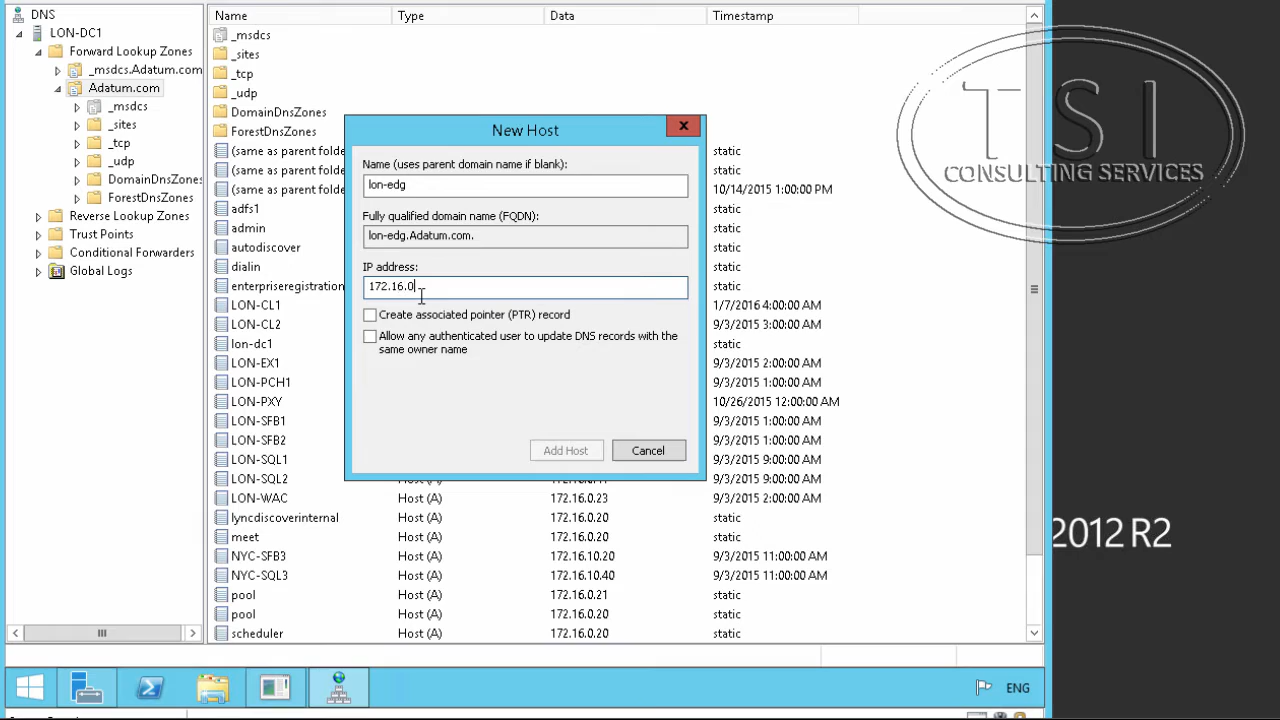 DNS
LON-DC1
Forward Lookup Zones
_msdcs.Adatum.com
Adatum.com
_msdcs
_sites
_tcp
_udp
DomainDnsZones
ForestDnsZones
Reverse Lookup Zones
Trust Points
Conditional Forwarders
Global Logs
Name Type Data Timestamp
_msdcs
_sites
_tcp
_udp
DomainDnsZones
ForestDnsZones
(same as parent folde static
(same as parent folde static
(same as parent folde 10/14/2015 1:00:00 PM
adfs1 static
admin static
autodiscover static
dialin static
enterpriseregistration static
LON-CL1 1/7/2016 4:00:00 AM
LON-CL2 9/3/2015 3:00:00 AM
lon-dc1 static
LON-EX1 9/3/2015 2:00:00 AM
LON-PCH1 9/3/2015 1:00:00 AM
LON-PXY 10/26/2015 12:00:00 AM
LON-SFB1 9/3/2015 1:00:00 AM
LON-SFB2 9/3/2015 1:00:00 AM
LON-SQL1 9/3/2015 9:00:00 AM
LON-SQL2 9/3/2015 9:00:00 AM
LON-WAC Host (A) 172.16.0.23 9/3/2015 2:00:00 AM
lyncdiscoverinternal Host (A) 172.16.0.20 static
meet Host (A) 172.16.0.20 static
NYC-SFB3 Host (A) 172.16.10.20 9/3/2015 11:00:00 AM
NYC-SQL3 Host (A) 172.16.10.40 9/3/2015 11:00:00 AM
pool Host (A) 172.16.0.21 static
pool Host (A) 172.16.0.20 static
scheduler Host (A) 172.16.0.20 static
New Host
Name (uses parent domain name if blank):
lon-edg
Fully qualified domain name (FQDN):
lon-edg.Adatum.com.
IP address:
172.16.0
Create associated pointer (PTR) record
Allow any authenticated user to update DNS records with the
same owner name
Add Host Cancel
TSI
CONSULTING SERVICES
2012 R2
ENG